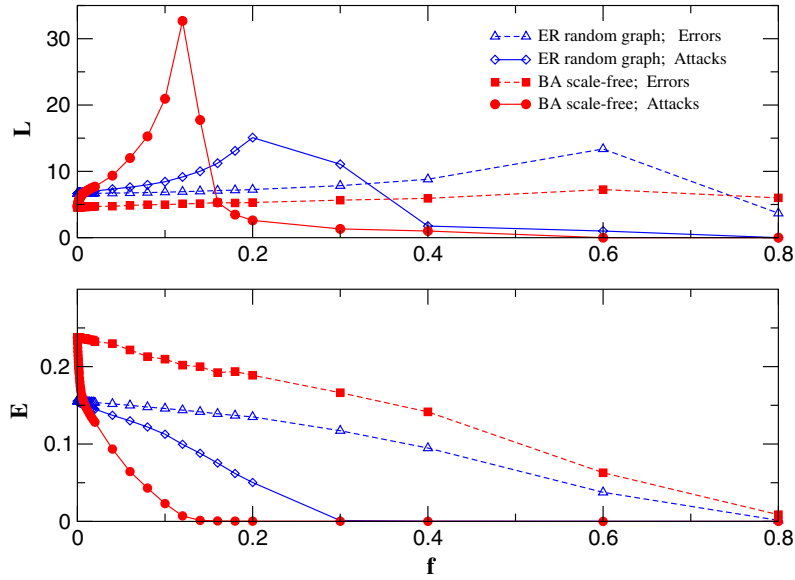 30
20
10
0
L
ER random graph; Errors
ER random graph; Attacks
BA scale-free; Errors
BA scale-free; Attacks
0 0.2 0.4 0.6 0.8
0.2
0.1
0
E
0 0.2 0.4 0.6 0.8
f